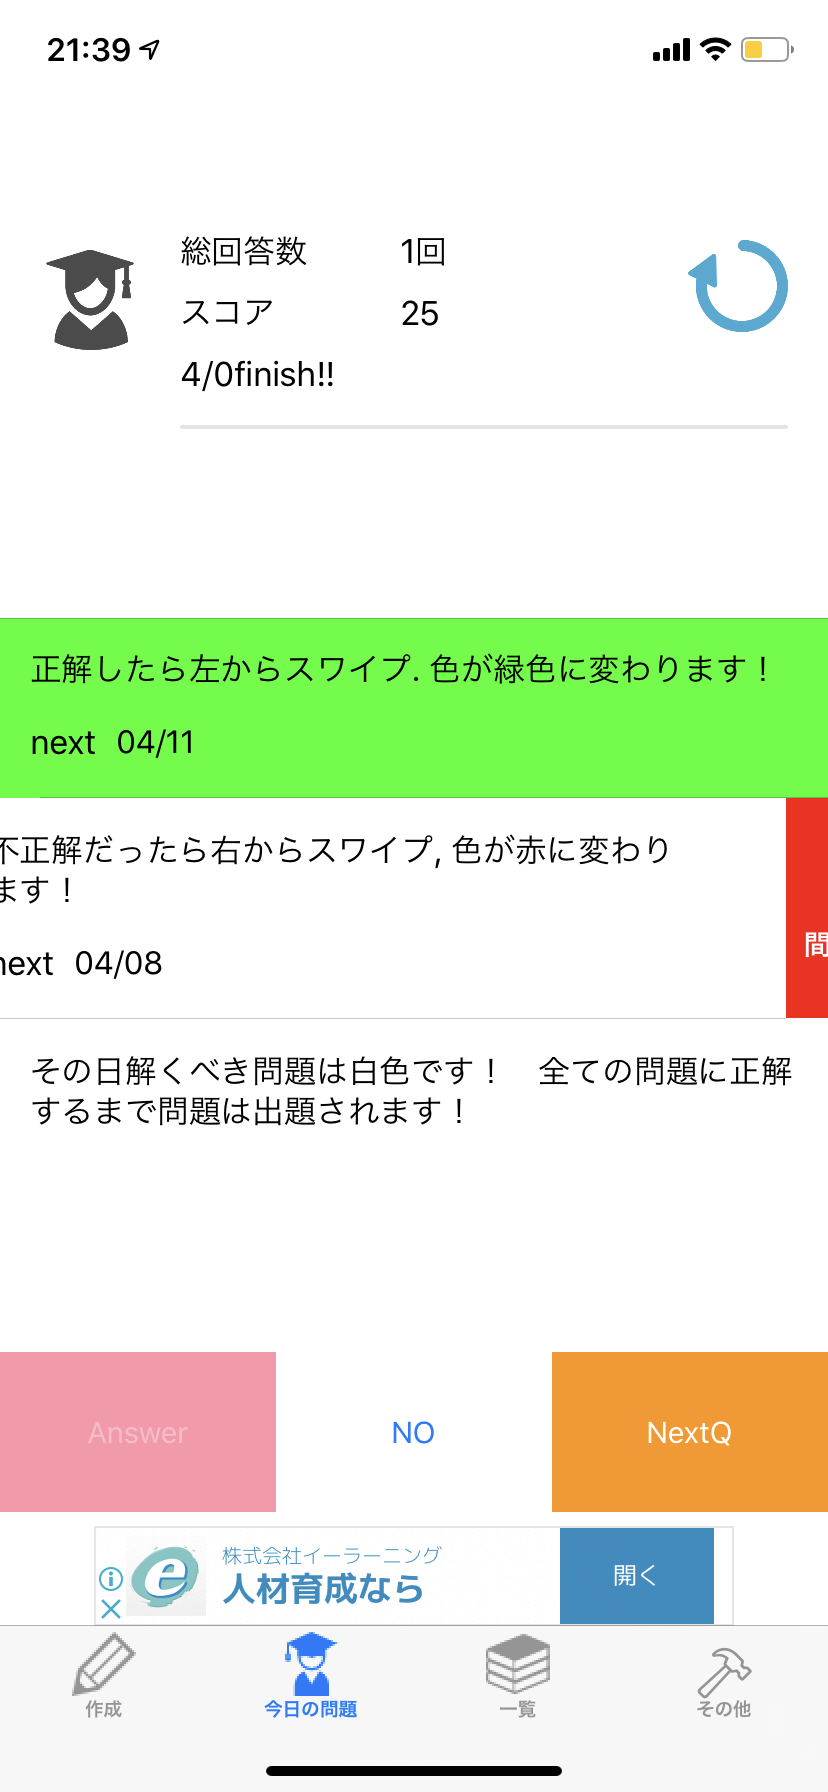 21:39
総回答数 1回
スコア 25
4/0finish!!
正解したら左からスワイプ. 色が緑色に変わります！
next 04/11
不正解だったら右からスワイプ, 色が赤に変わり
ます！
next 04/08
間
その日解くべき問題は白色です！ 全ての問題に正解
するまで問題は出題されます！
Answer NO NextQ
株式会社イーラーニング
人材育成なら
開く
作成 今日の問題 一覧 その他